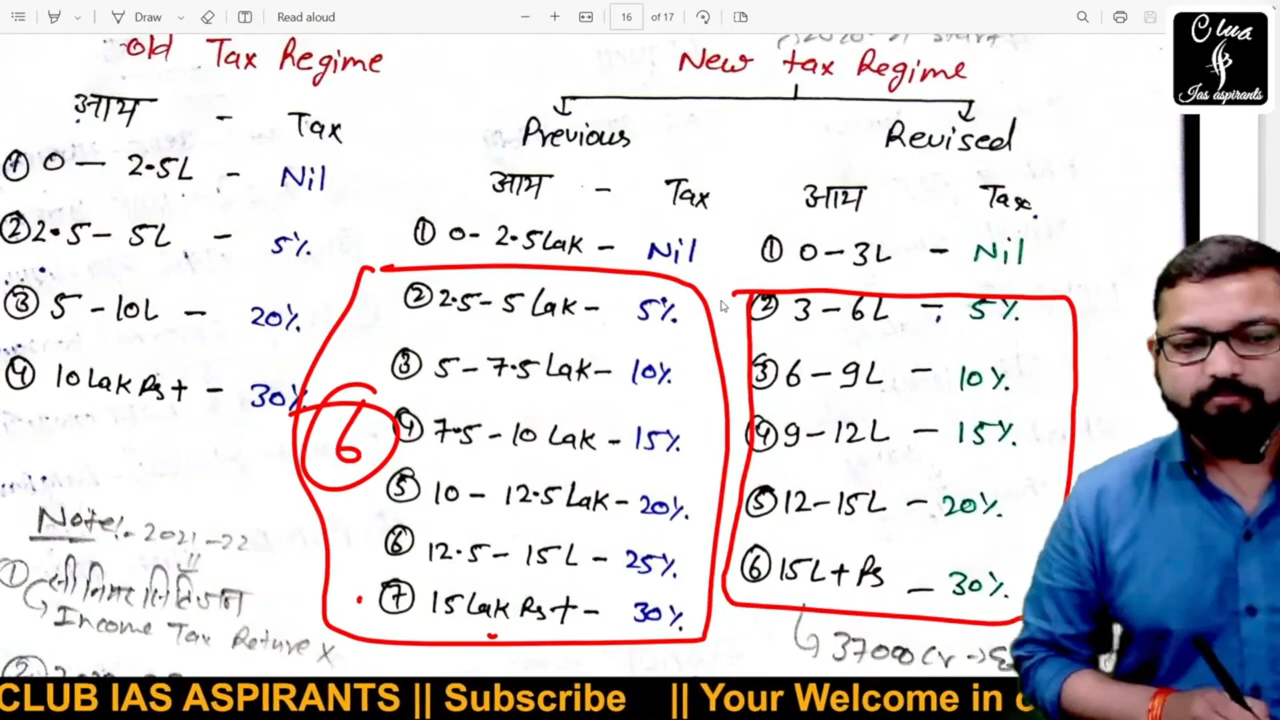 Draw
Read aloud
16
of 17
Clua
Ias aspirants
Old Tax Regime
आय - Tax
① 0 - 2.5L - Nil
② 2.5 - 5L - 5%
③ 5 - 10L - 20%
④ 10 Lak Rs+ - 30%
Note:- 2021-22
①
Income Tax Return X
New tax Regime
Previous
आय - Tax
① 0 - 2.5Lak - Nil
② 2.5 - 5 Lak - 5%
③ 5 - 7.5 Lak - 10%
④ 7.5 - 10 Lak - 15%
⑤ 10 - 12.5 Lak - 20%
⑥ 12.5 - 15L - 25%
⑦ 15 Lak Rs+ - 30%
6
Revised
आय Tax.
① 0 - 3L - Nil
② 3 - 6L - 5%
③ 6 - 9L - 10%
④ 9 - 12L - 15%
⑤ 12 - 15L - 20%
⑥ 15L + Rs - 30%
37000 Cr →
CLUB IAS ASPIRANTS || Subscribe || Your Welcome in